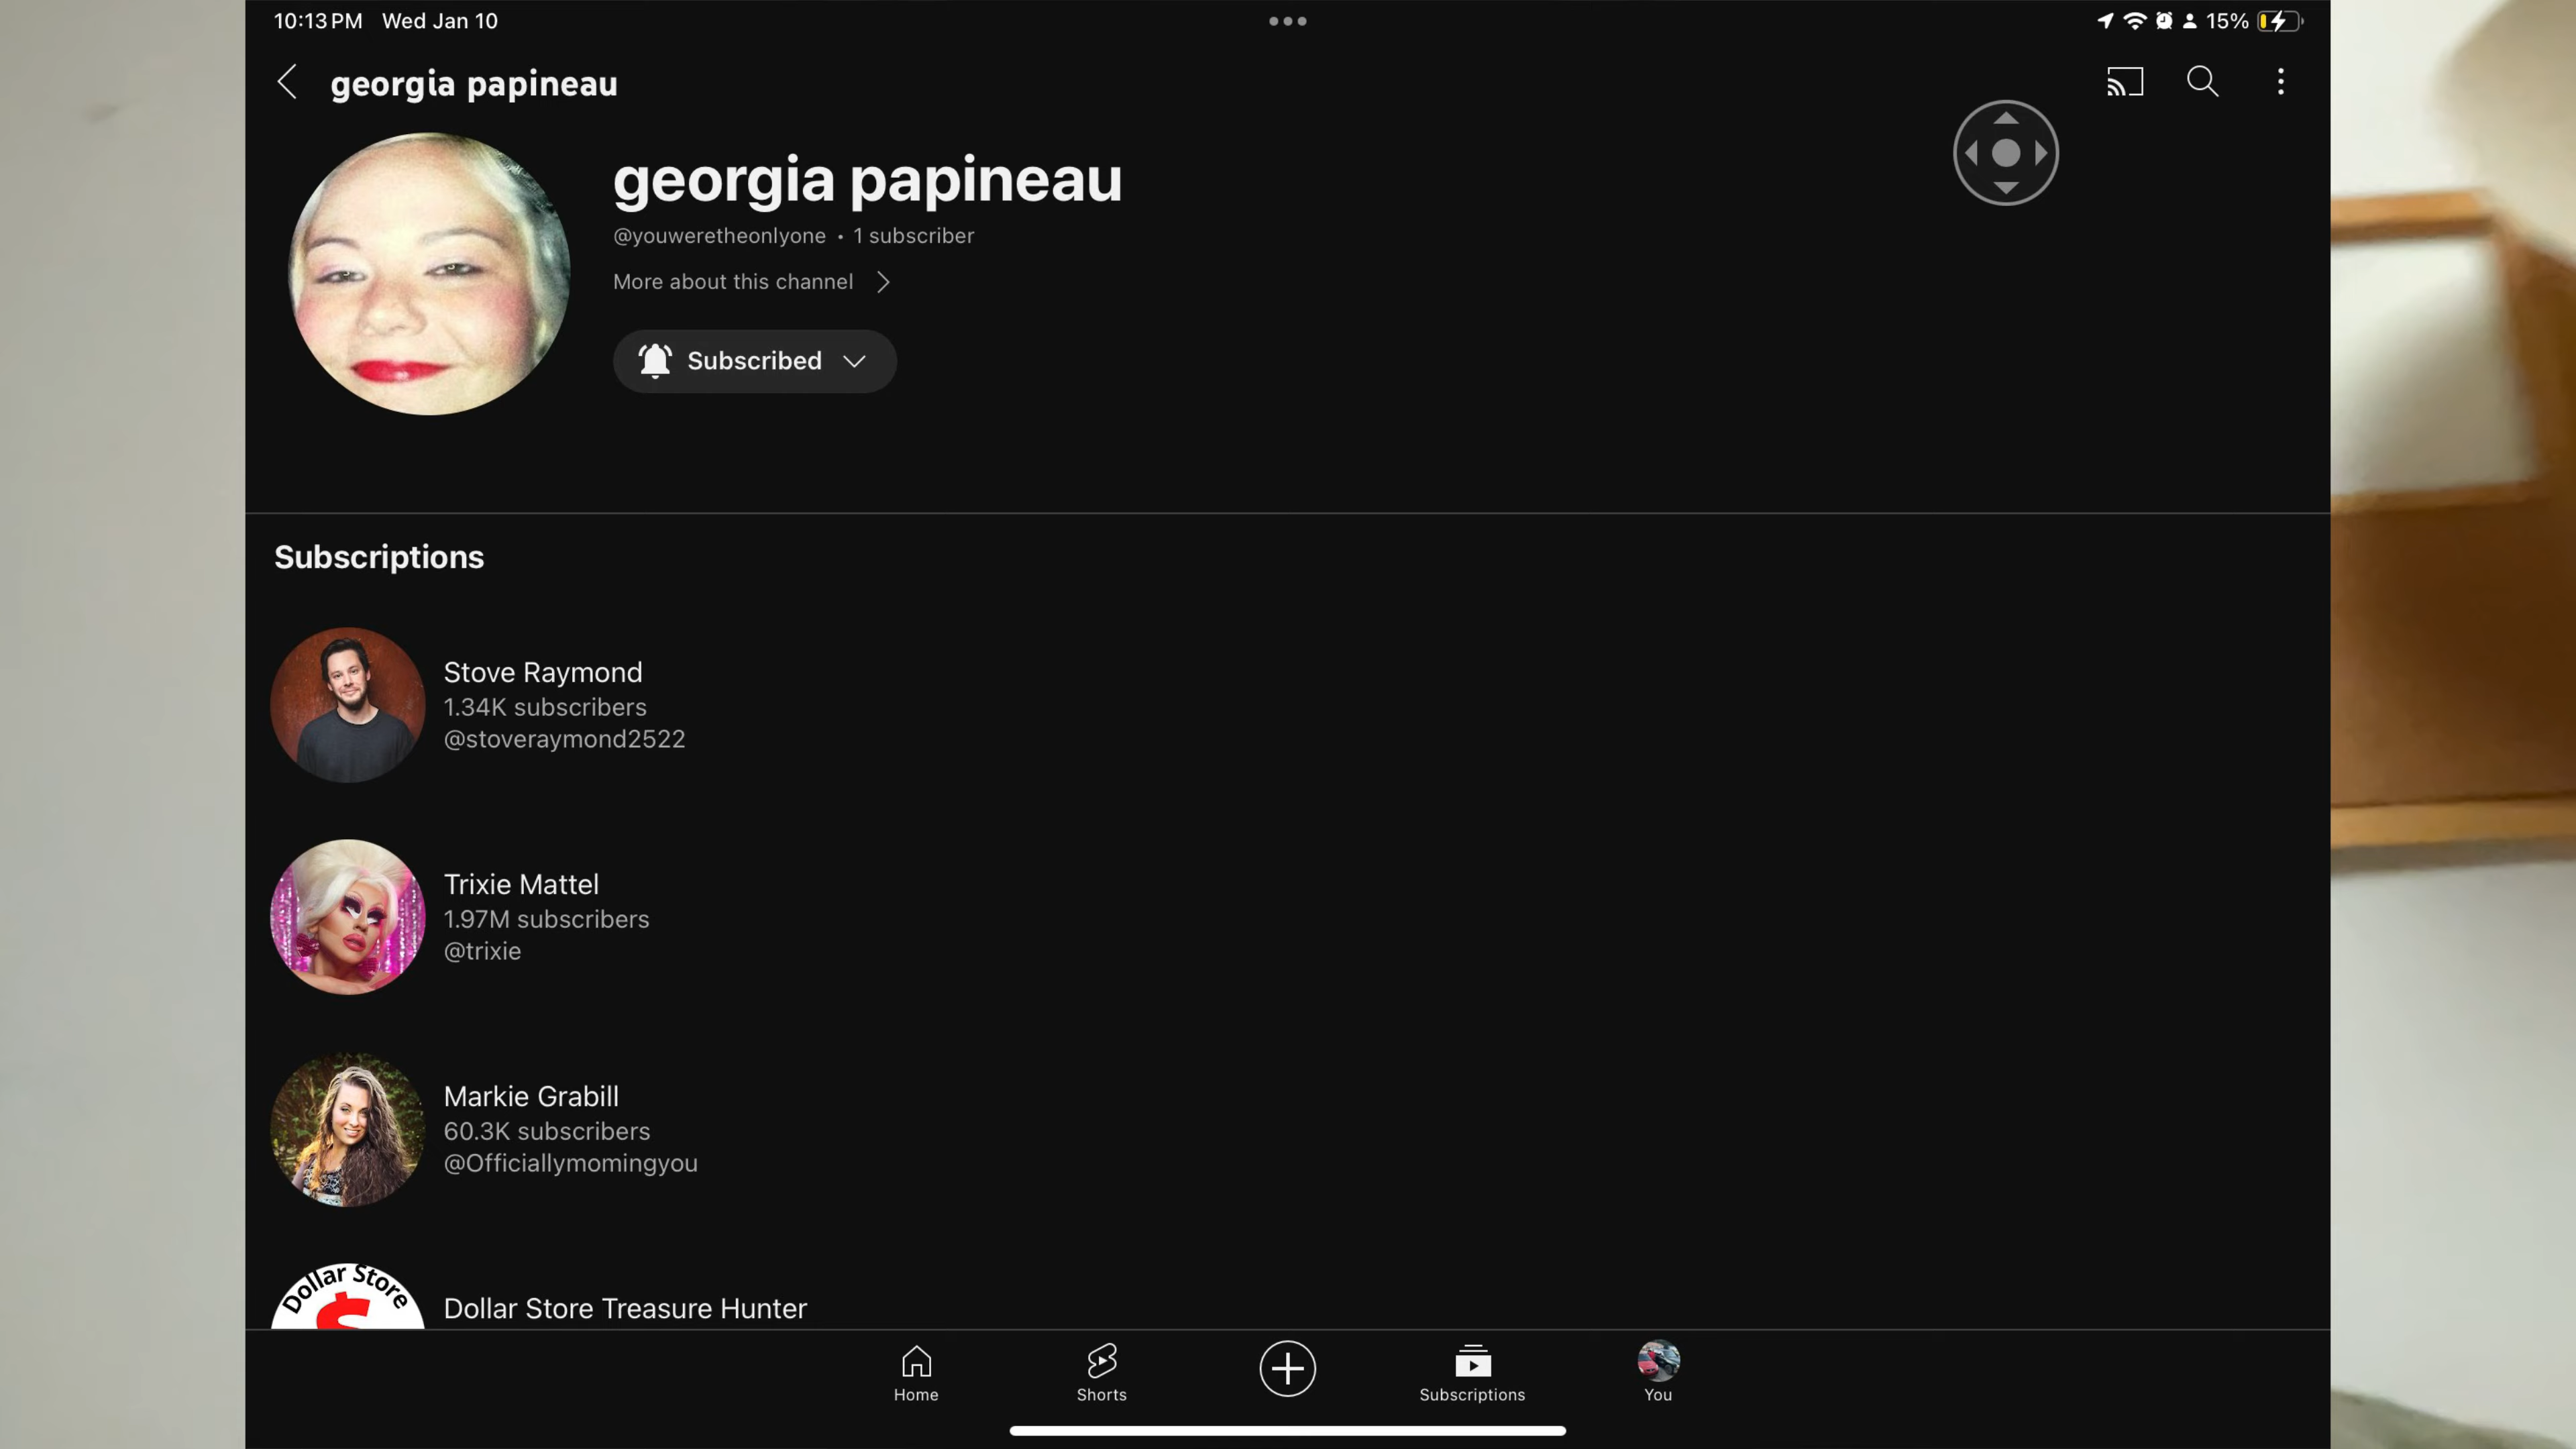 10:13 PM Wed Jan 10
15%
georgia papineau
georgia papineau
@youweretheonlyone • 1 subscriber
More about this channel
Subscribed
Subscriptions
Stove Raymond
1.34K subscribers
@stoveraymond2522
Trixie Mattel
1.97M subscribers
@trixie
Markie Grabill
60.3K subscribers
@Officiallymomingyou
Dollar Store
Dollar Store Treasure Hunter
Home
Shorts
Subscriptions
You